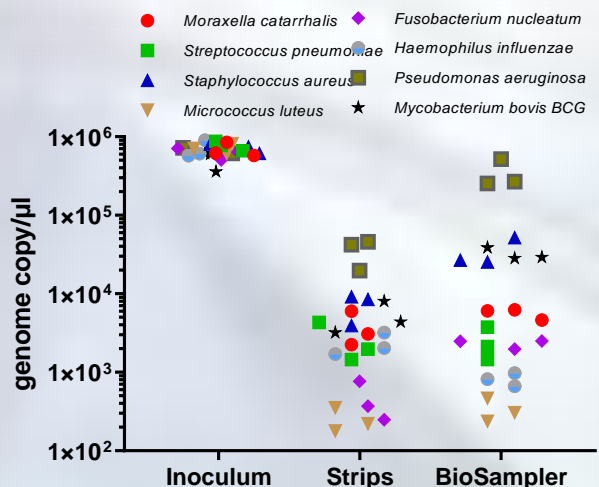 Moraxella catarrhalis
Fusobacterium nucleatum
Streptococcus pneumoniae
Haemophilus influenzae
Staphylococcus aureus
Pseudomonas aeruginosa
Micrococcus luteus
Mycobacterium bovis BCG
genome copy/µl
1×10⁶
1×10⁵
1×10⁴
1×10³
1×10²
Inoculum Strips BioSampler